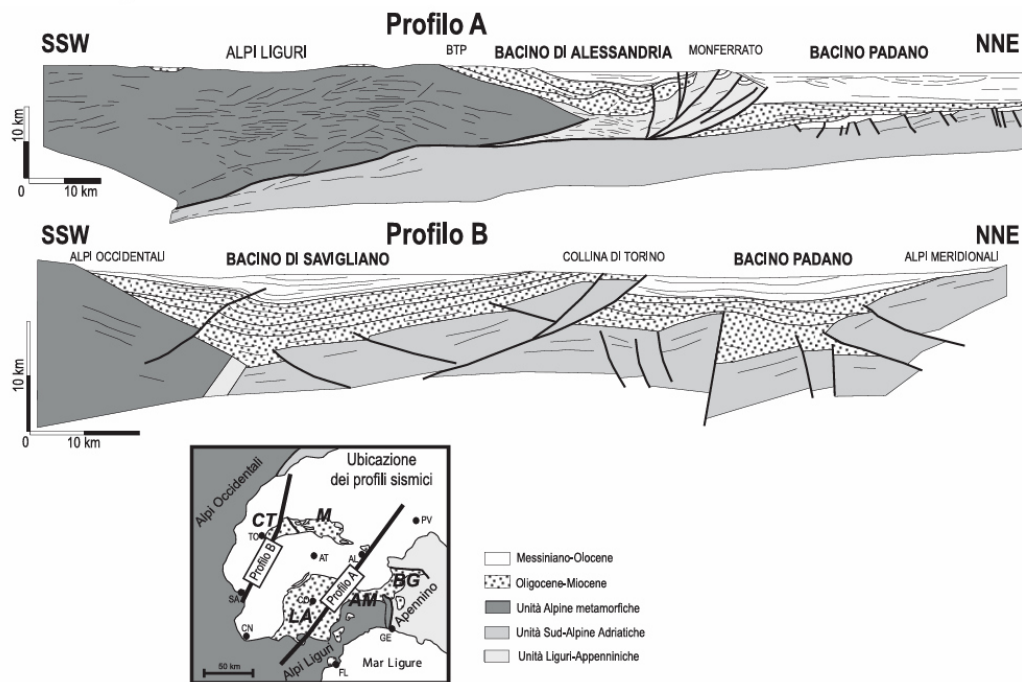 Profilo A
SSW
ALPI LIGURI
BTP
BACINO DI ALESSANDRIA
MONFERRATO
BACINO PADANO
NNE
10 km
0
10 km
Profilo B
SSW
ALPI OCCIDENTALI
BACINO DI SAVIGLIANO
COLLINA DI TORINO
BACINO PADANO
ALPI MERIDIONALI
NNE
10 km
0
10 km
Ubicazione
dei profili sismici
Alpi Occidentali
CT
M
TO
PV
Profilo B
AT
AL
Profilo A
SA
BG
AM
LA
CN
GE
Apennino
Alpi Liguri
FL
Mar Ligure
50 km
Messiniano-Olocene
Oligocene-Miocene
Unità Alpine metamorfiche
Unità Sud-Alpine Adriatiche
Unità Liguri-Appenniniche